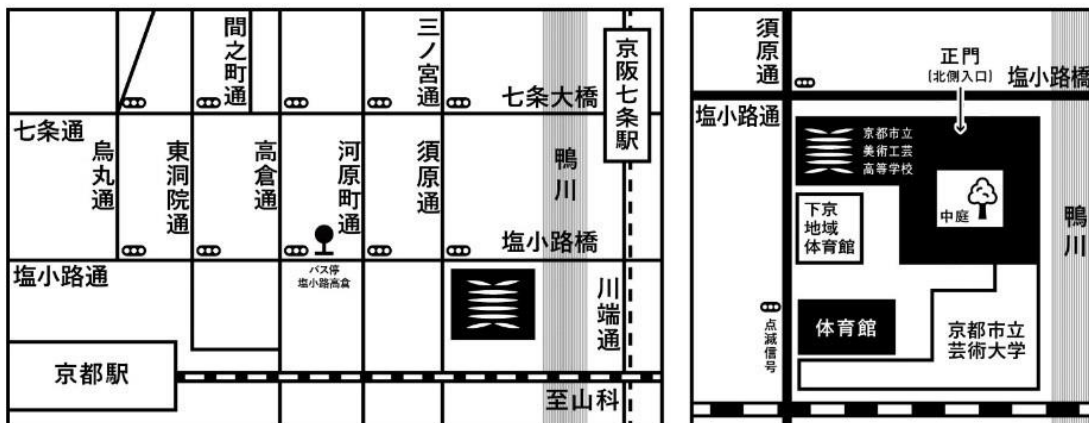 間之町通
三ノ宮通
京阪七条駅
七条大橋
七条通
烏丸通
東洞院通
高倉通
河原町通
須原通
鴨川
塩小路橋
バス停
塩小路高倉
塩小路通
川端通
京都駅
至山科
須原通
正門
(北側入口)
塩小路橋
塩小路通
京都市立
美術工芸
高等学校
中庭
下京
地域
体育館
鴨川
点滅信号
体育館
京都市立
芸術大学